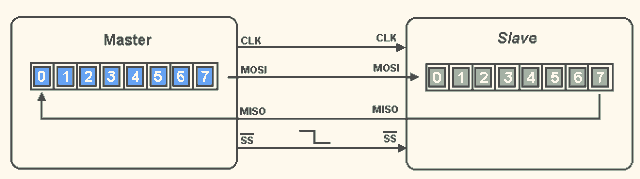 Master
Slave
CLK CLK
0 1 2 3 4 5 6 7 MOSI MOSI 0 1 2 3 4 5 6 7
MISO MISO
SS SS